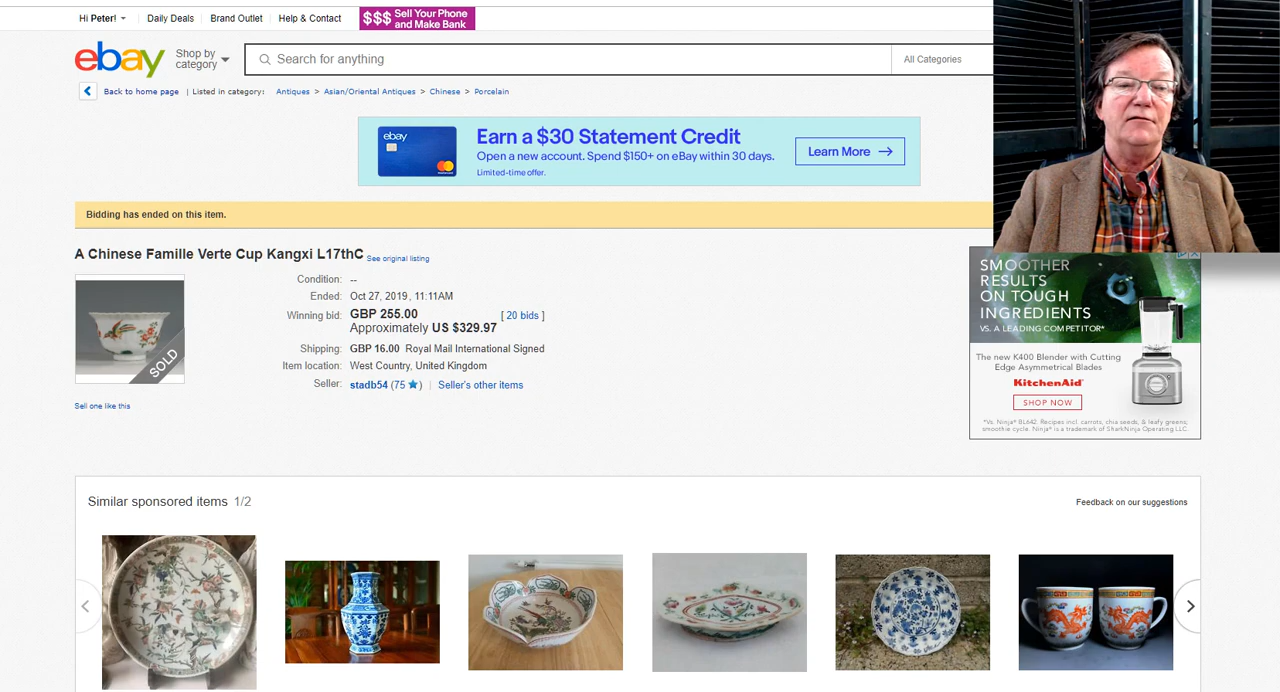 Hi Peter!
Daily Deals
Brand Outlet
Help & Contact
$$$ Sell Your Phone
and Make Bank
ebay
Shop by
category
Search for anything
All Categories
Back to home page | Listed in category: Antiques > Asian/Oriental Antiques > Chinese > Porcelain
ebay
Earn a $30 Statement Credit
Open a new account. Spend $150+ on eBay within 30 days.
Limited-time offer.
Learn More
Bidding has ended on this item.
A Chinese Famille Verte Cup Kangxi L17thC See original listing
SOLD
Sell one like this
Condition: --
Ended: Oct 27, 2019 , 11:11AM
Winning bid: GBP 255.00 [ 20 bids ]
Approximately US $329.97
Shipping: GBP 16.00 Royal Mail International Signed
Item location: West Country, United Kingdom
Seller: stadb54 (75 ) | Seller's other items
SMOOTHER
RESULTS
ON TOUGH
INGREDIENTS
VS. A LEADING COMPETITOR*
The new K400 Blender with Cutting
Edge Asymmetrical Blades
KitchenAid
SHOP NOW
*Vs. Ninja® BL642. Recipes incl. carrots, chia seeds, & leafy greens;
smoothie cycle. Ninja® is a trademark of SharkNinja Operating LLC.
Similar sponsored items 1/2
Feedback on our suggestions